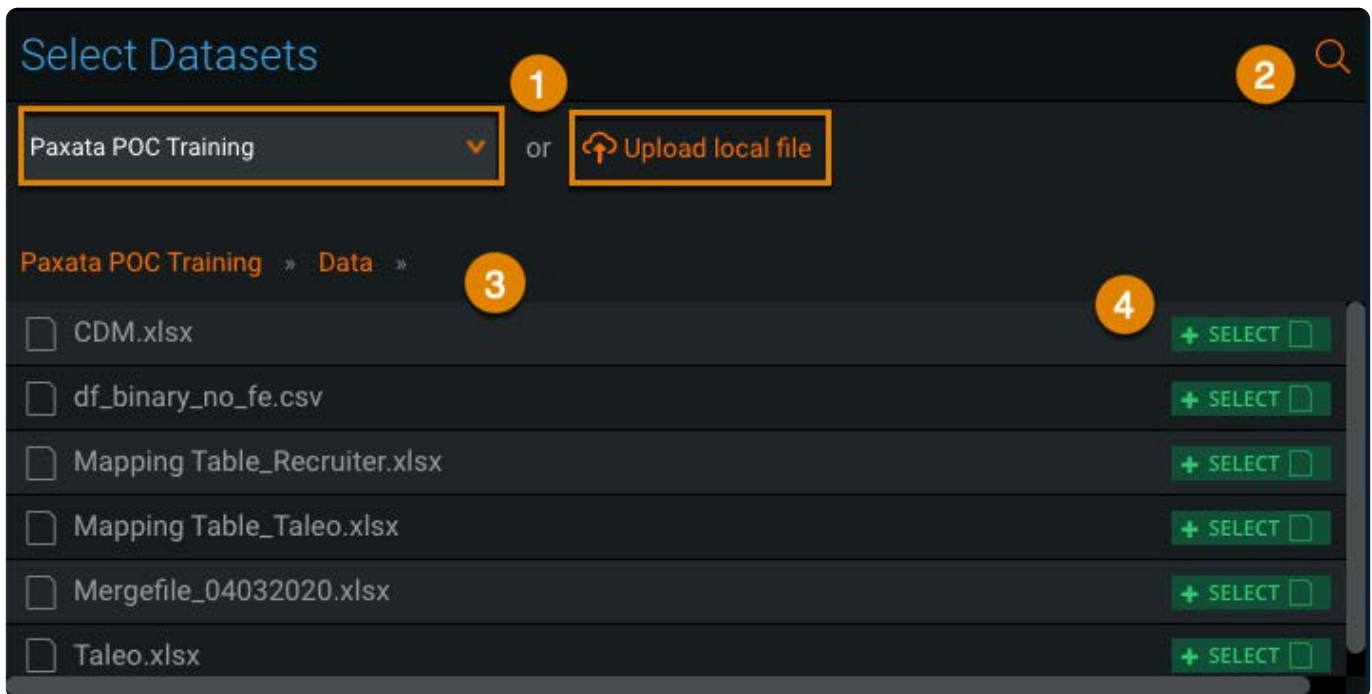 Select Datasets
1
2
Paxata POC Training
or
Upload local file
Paxata POC Training » Data »
3
4
CDM.xlsx + SELECT
df_binary_no_fe.csv + SELECT
Mapping Table_Recruiter.xlsx + SELECT
Mapping Table_Taleo.xlsx + SELECT
Mergefile_04032020.xlsx + SELECT
Taleo.xlsx + SELECT